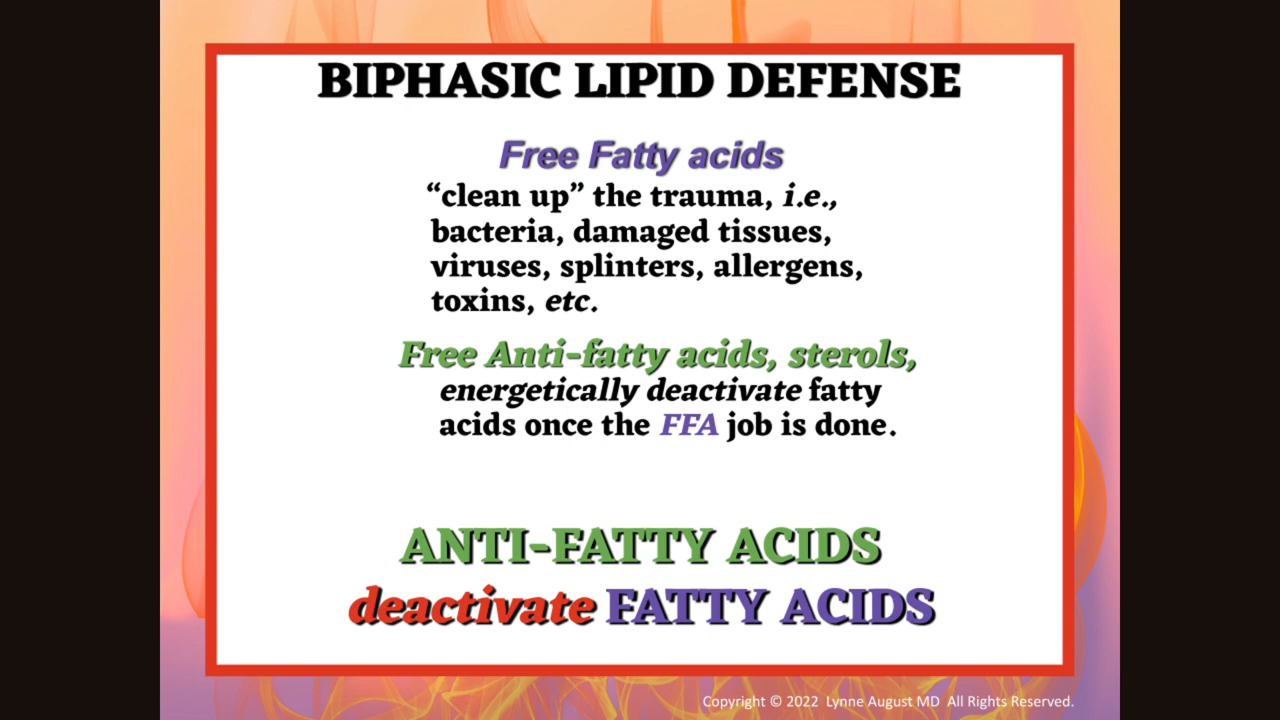 BIPHASIC LIPID DEFENSE
Free Fatty acids
“clean up” the trauma, i.e.,
bacteria, damaged tissues,
viruses, splinters, allergens,
toxins, etc.
Free Anti-fatty acids, sterols,
energetically deactivate fatty
acids once the FFA job is done.
ANTI-FATTY ACIDS
deactivate FATTY ACIDS
Copyright © 2022 Lynne August MD All Rights Reserved.